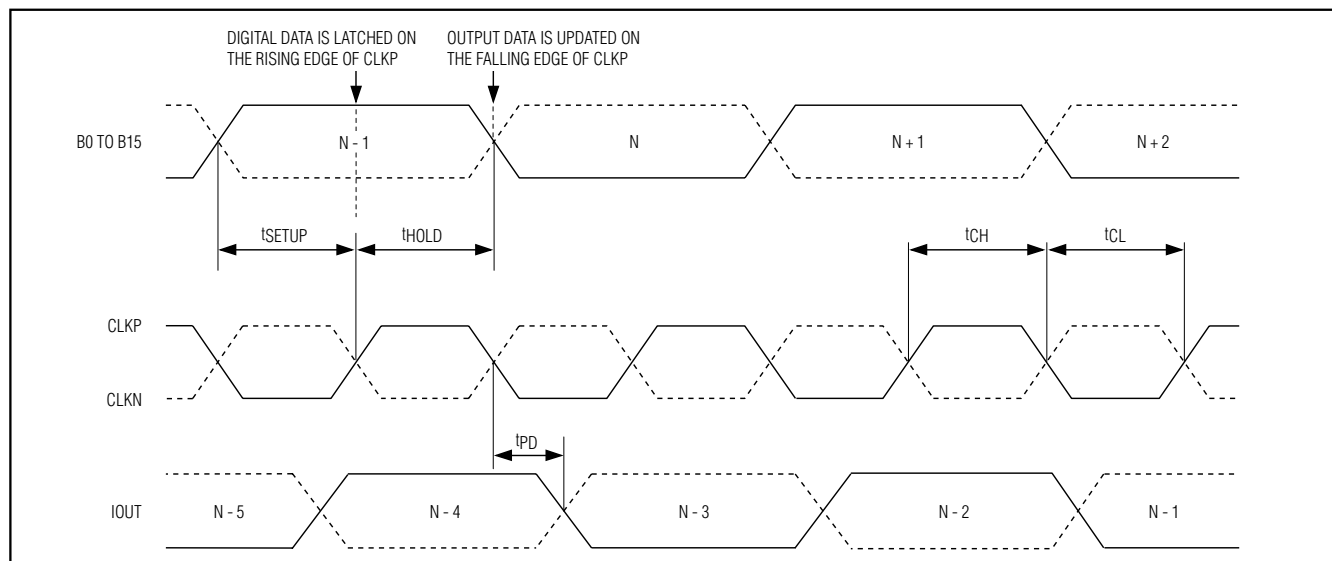 DIGITAL DATA IS LATCHED ON
THE RISING EDGE OF CLKP
OUTPUT DATA IS UPDATED ON
THE FALLING EDGE OF CLKP
B0 TO B15
N - 1
N
N + 1
N + 2
tSETUP
tHOLD
tCH
tCL
CLKP
CLKN
tPD
IOUT
N - 5
N - 4
N - 3
N - 2
N - 1